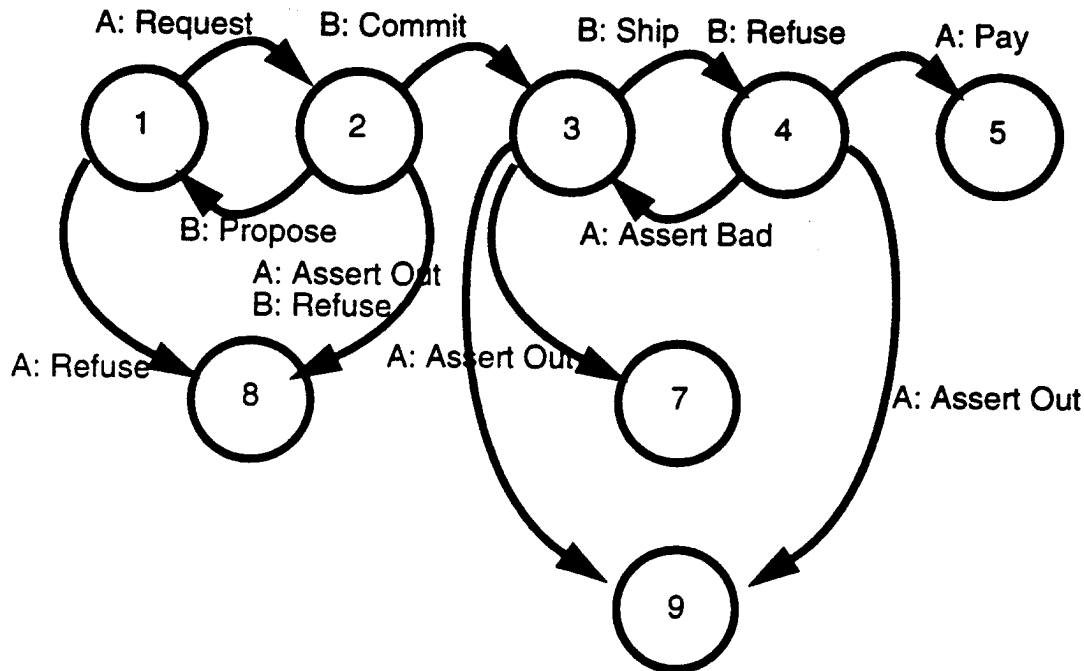 A: Request
B: Commit
B: Ship
B: Refuse
A: Pay
1
2
3
4
5
B: Propose
A: Assert Bad
A: Assert Out
B: Refuse
A: Refuse
A: Assert Out
A: Assert Out
8
7
9